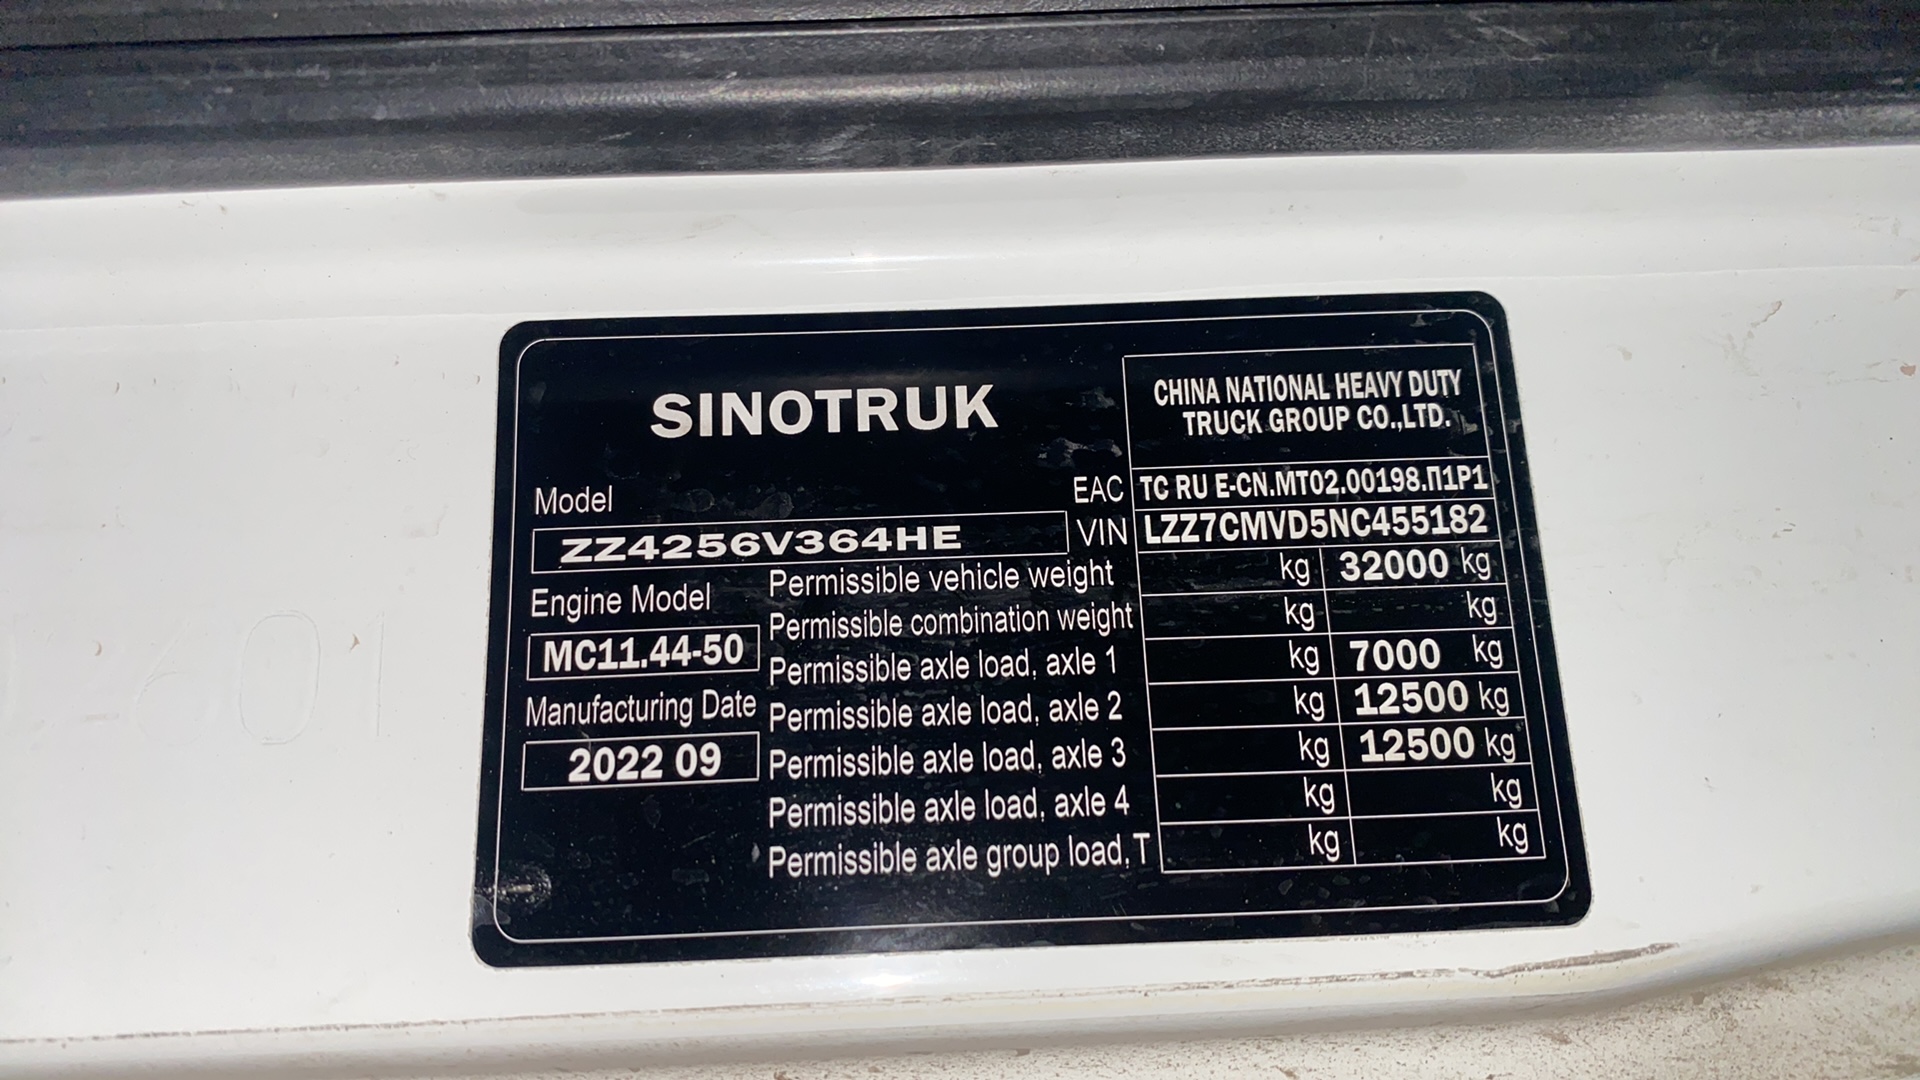 SINOTRUK
CHINA NATIONAL HEAVY DUTY
TRUCK GROUP CO.,LTD.
EAC TC RU E-CN.MT02.00198.П1P1
Model
VIN LZZ7CMVD5NC455182
ZZ4256V364HE
Permissible vehicle weight kg 32000 kg
Engine Model
Permissible combination weight kg kg
MC11.44-50
Permissible axle load, axle 1 kg 7000 kg
Manufacturing Date
Permissible axle load, axle 2 kg 12500 kg
2022 09
Permissible axle load, axle 3 kg 12500 kg
Permissible axle load, axle 4 kg kg
Permissible axle group load,T kg kg